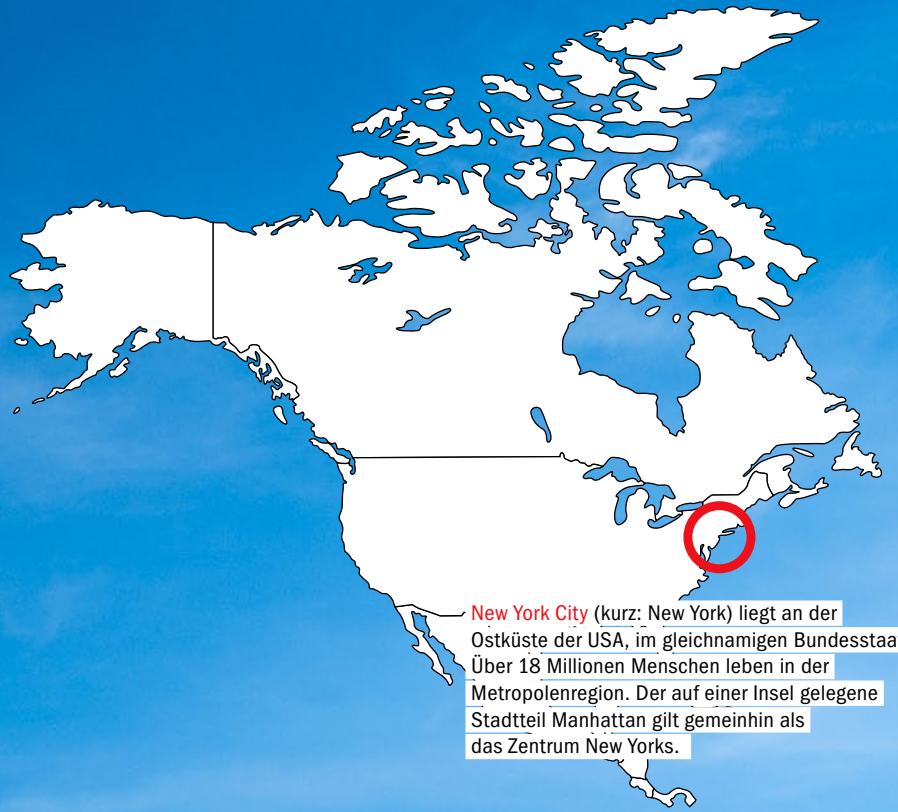 New York City (kurz: New York) liegt an der
Ostküste der USA, im gleichnamigen Bundesstaat
Über 18 Millionen Menschen leben in der
Metropolenregion. Der auf einer Insel gelegene
Stadtteil Manhattan gilt gemeinhin als
das Zentrum New Yorks.